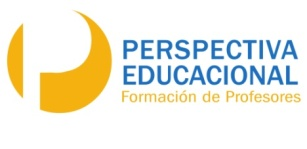 PERSPECTIVA
EDUCACIONAL
Formación de Profesores